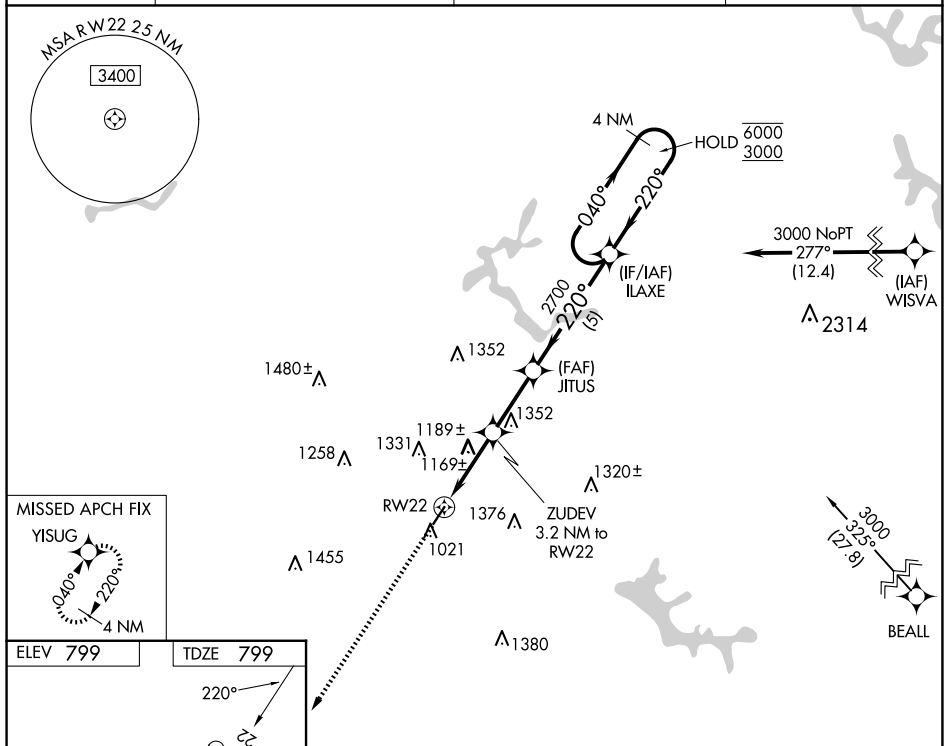 MSA RW22 25 NM
3400
4 NM
HOLD
6000
3000
040°
220°
(IF/IAF)
ILAXE
3000 NoPT
277°
(12.4)
(IAF)
WISVA
2314
2700
220°
(5)
1352
(FAF)
JITUS
1480±
1352
1189±
1331
1258
1169±
1320±
RW22
1376
ZUDEV
3.2 NM to
RW22
1021
1455
3000
325°
(27.8)
BEALL
1380
MISSED APCH FIX
YISUG
040°
220°
4 NM
ELEV 799
TDZE 799
220°
22